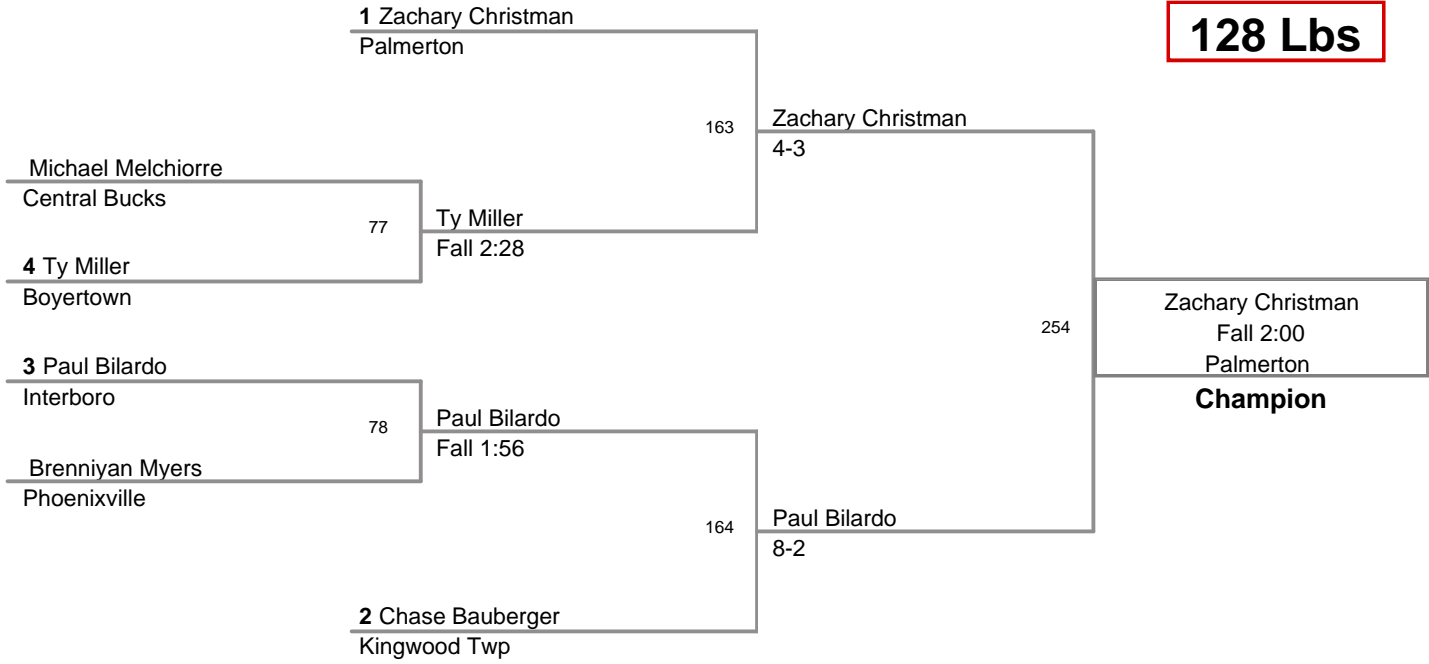 1 Zachary Christman
Palmerton
128 Lbs
163
Zachary Christman
4-3
Michael Melchiorre
Central Bucks
77
Ty Miller
Fall 2:28
4 Ty Miller
Boyertown
254
Zachary Christman
Fall 2:00
Palmerton
Champion
3 Paul Bilardo
Interboro
78
Paul Bilardo
Fall 1:56
Brenniyan Myers
Phoenixville
164
Paul Bilardo
8-2
2 Chase Bauberger
Kingwood Twp